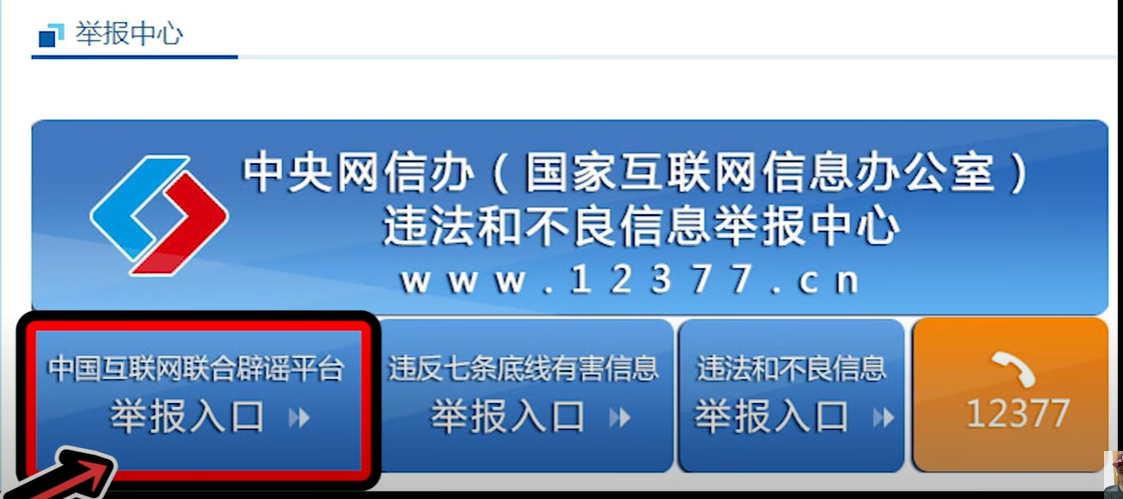 举报中心
中央网信办（国家互联网信息办公室）
违法和不良信息举报中心
www.12377.cn
中国互联网联合辟谣平台
举报入口
违反七条底线有害信息
举报入口
违法和不良信息
举报入口
12377